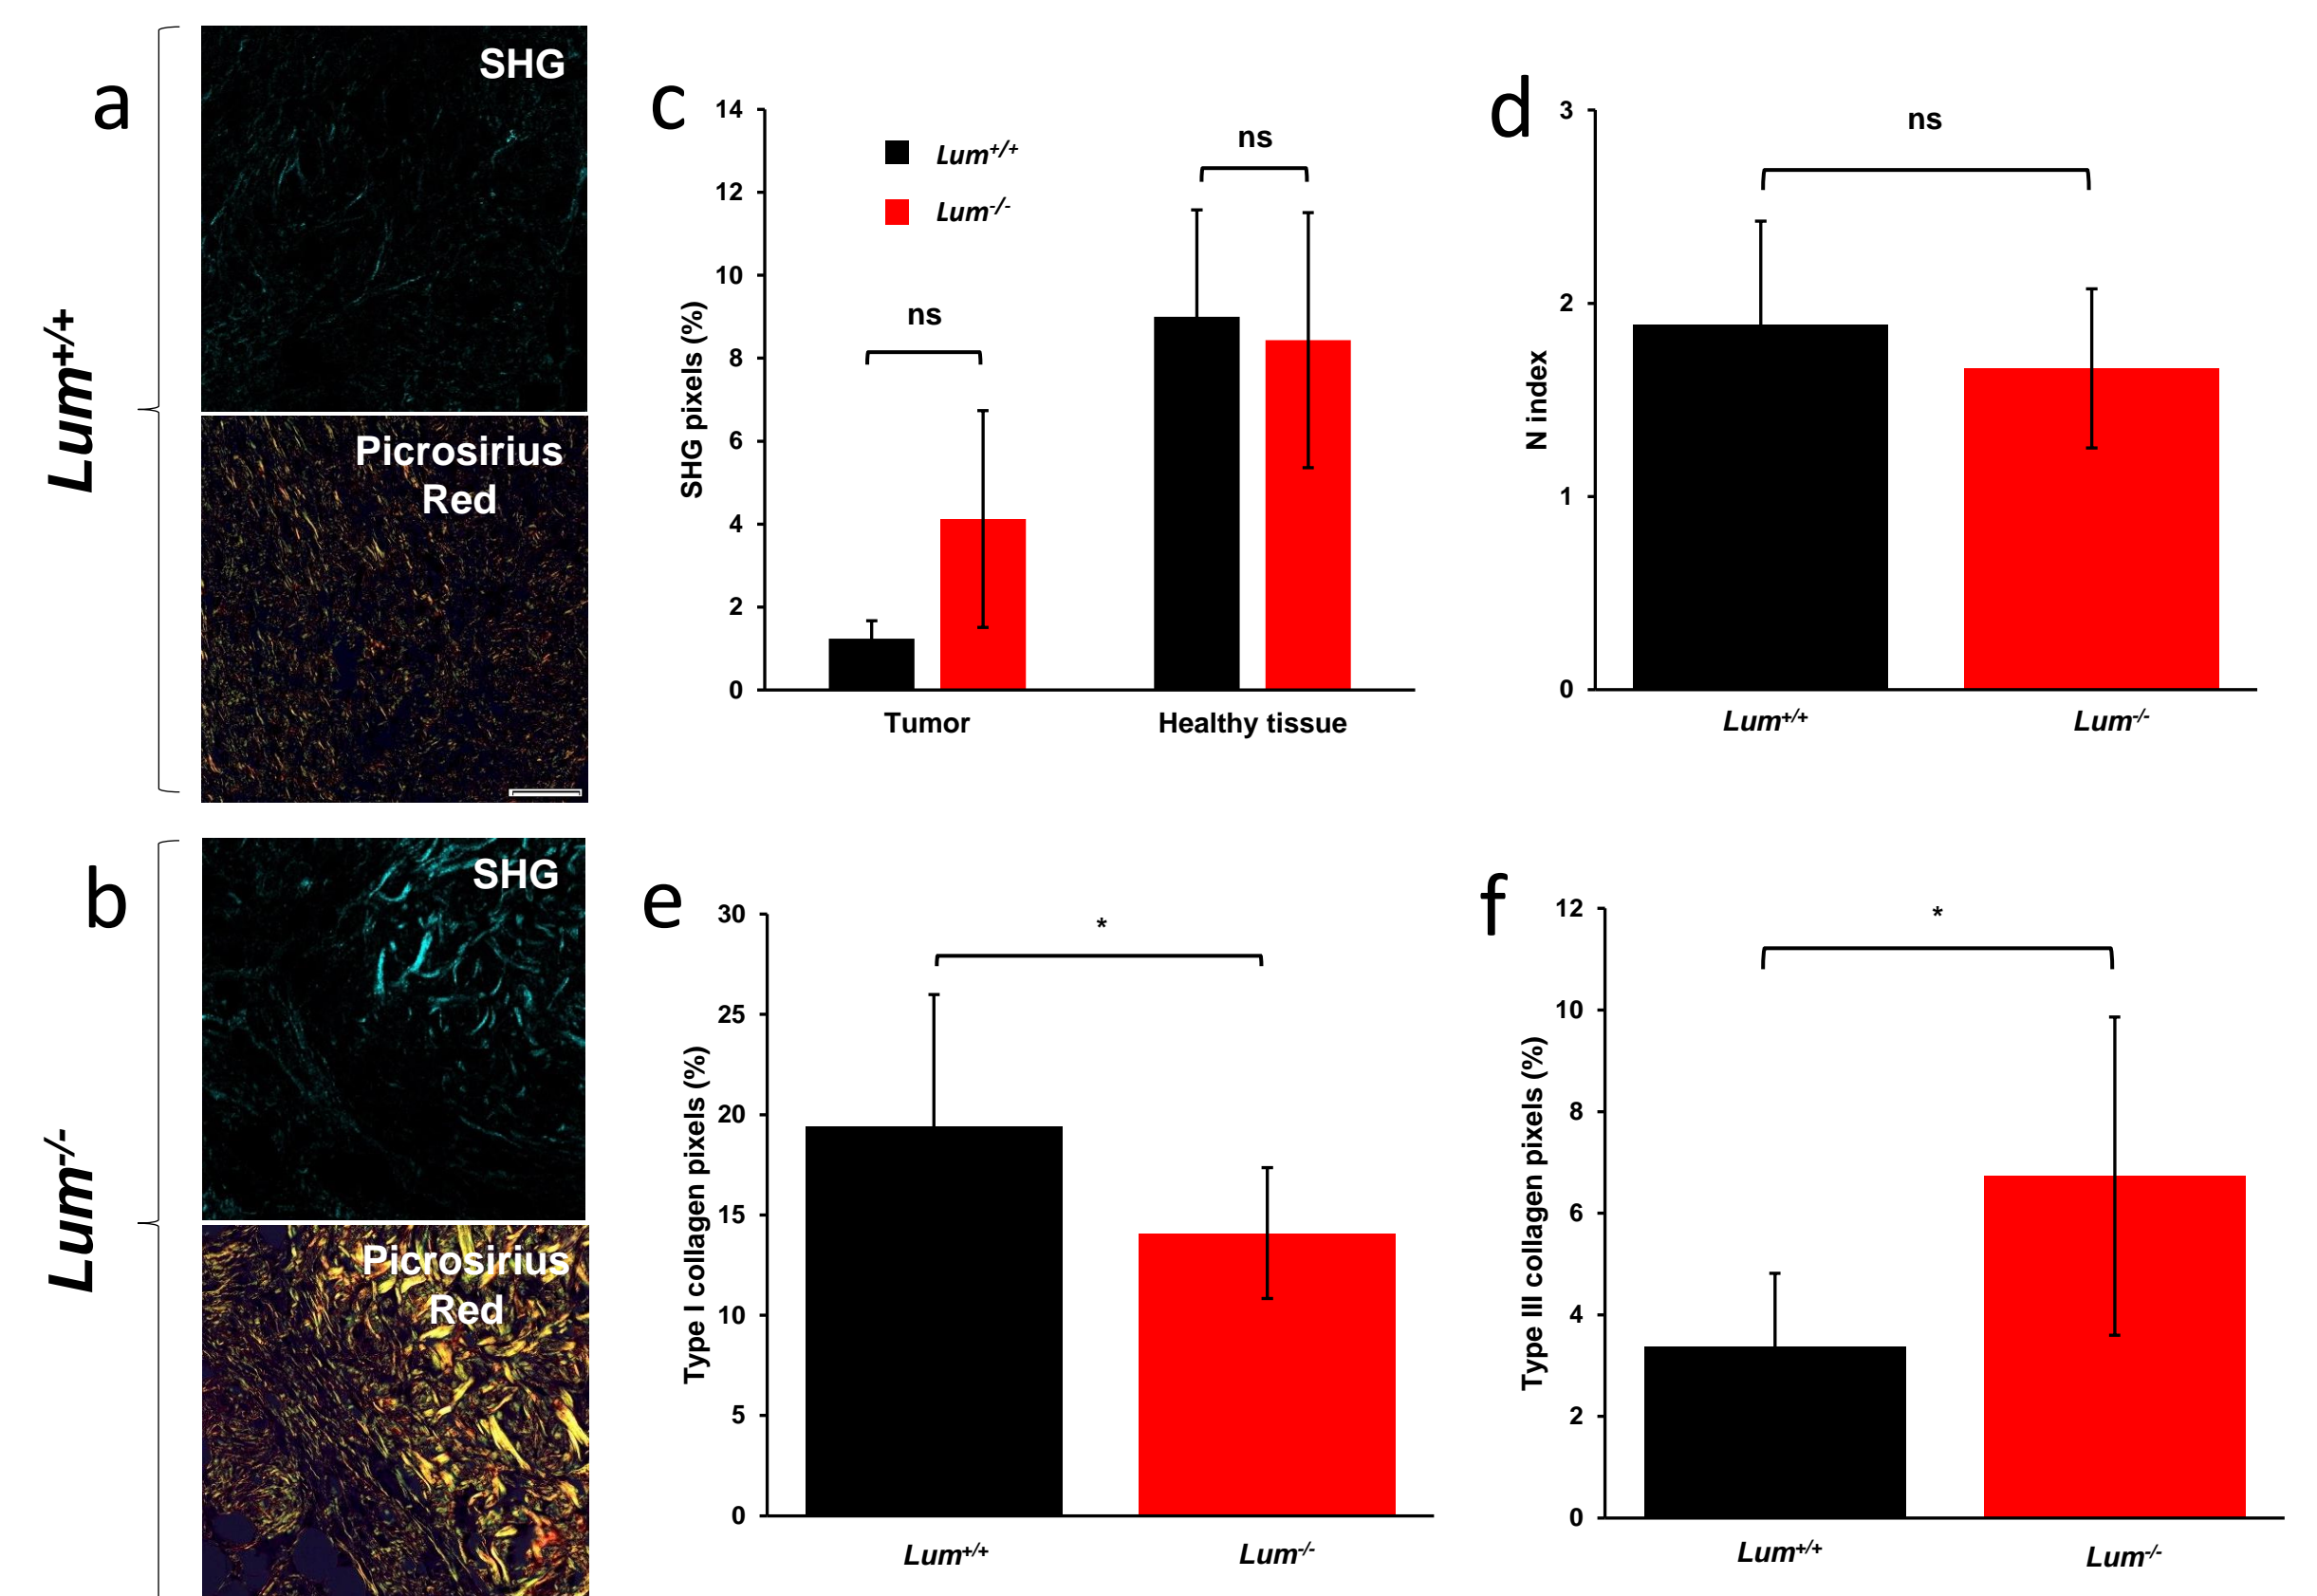 a
Lum+/+
SHG
Picrosirius
Red
b
Lum-/-
SHG
Picrosirius
Red
c
SHG pixels (%)
14
12
10
8
6
4
2
0
Lum+/+
Lum-/-
ns
ns
Tumor
Healthy tissue
d
N index
3
2
1
0
ns
Lum+/+
Lum-/-
e
Type I collagen pixels (%)
30
25
20
15
10
5
0
*
Lum+/+
Lum-/-
f
Type III collagen pixels (%)
12
10
8
6
4
2
0
*
Lum+/+
Lum-/-